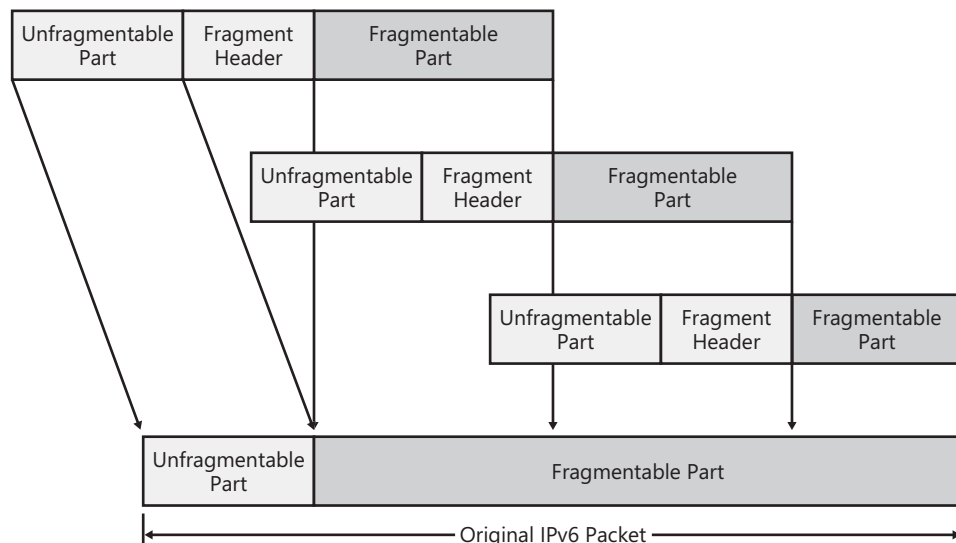 Unfragmentable
Part
Fragment
Header
Fragmentable
Part
Unfragmentable
Part
Fragment
Header
Fragmentable
Part
Unfragmentable
Part
Fragment
Header
Fragmentable
Part
Unfragmentable
Part
Fragmentable Part
Original IPv6 Packet